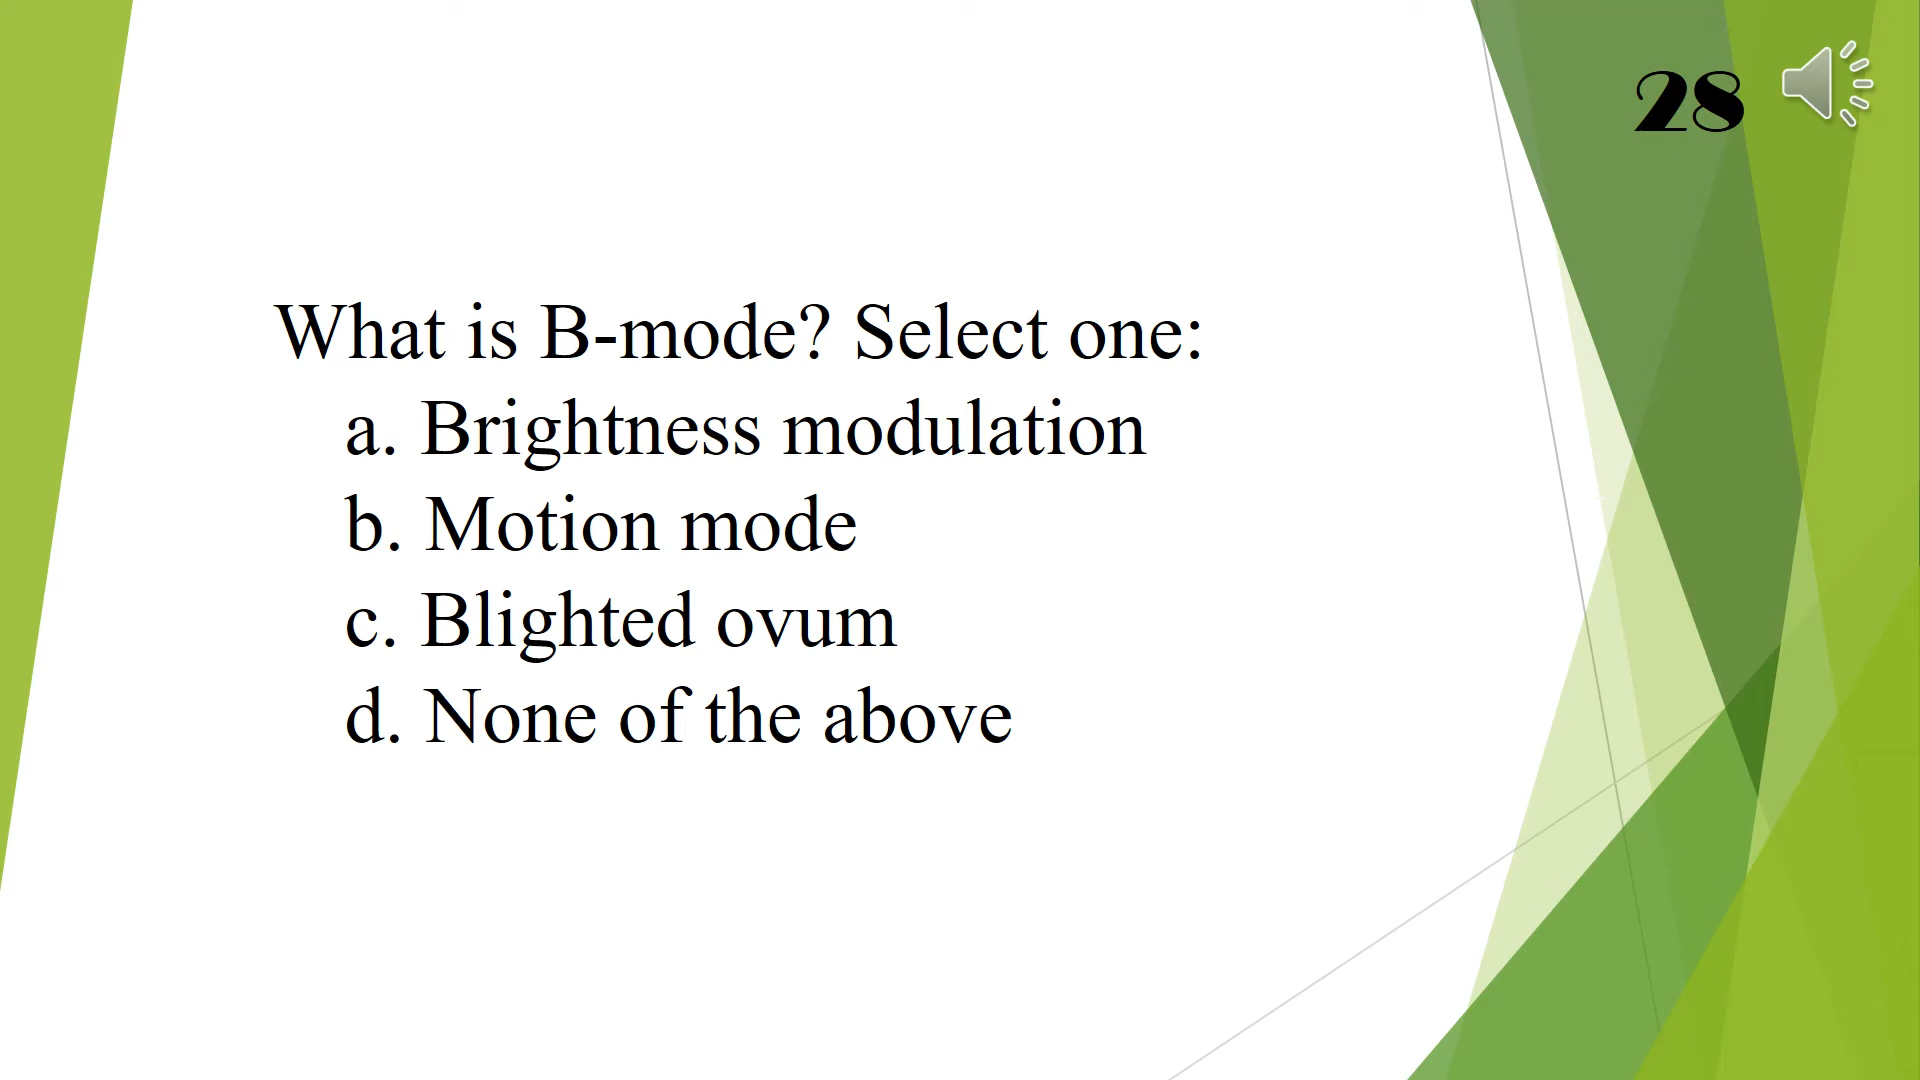 28
What is B-mode? Select one:
a. Brightness modulation
b. Motion mode
c. Blighted ovum
d. None of the above